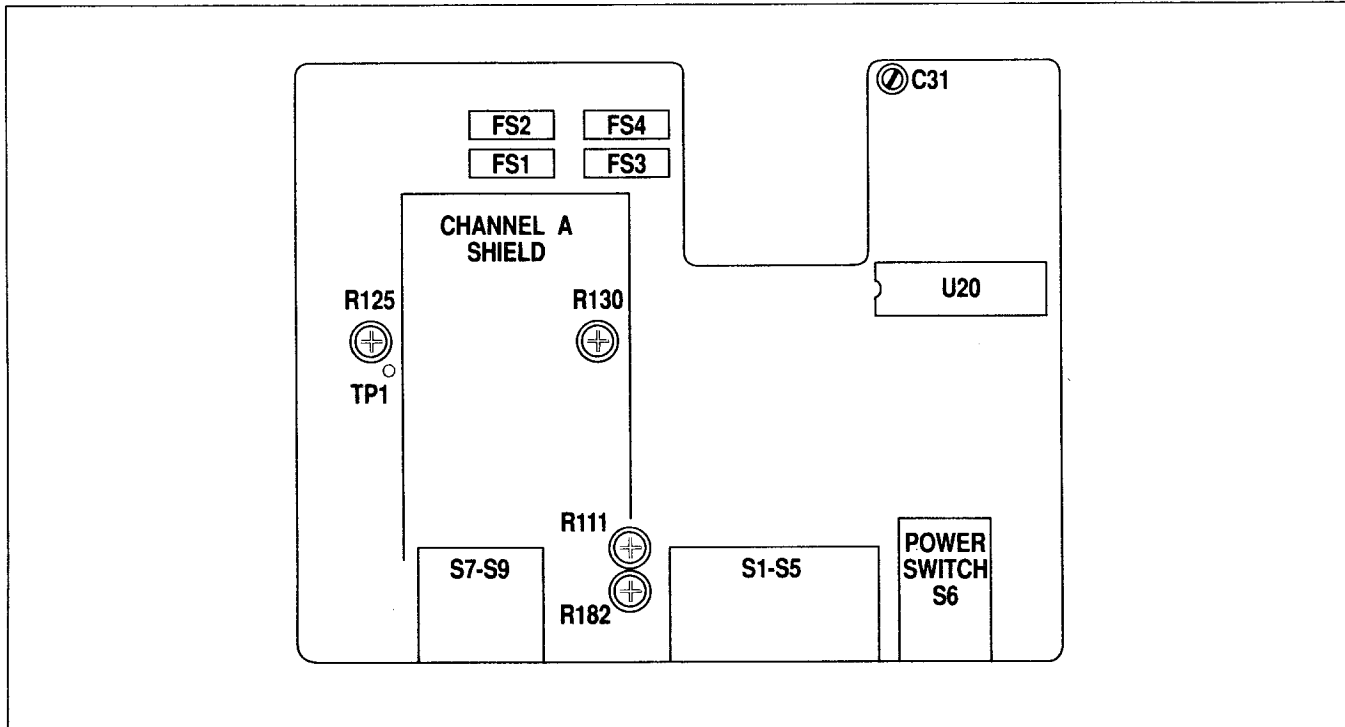 C31
FS2 FS4
FS1 FS3
CHANNEL A
SHIELD
U20
R125 R130
TP1
R111
S7-S9
S1-S5
POWER
SWITCH
S6
R182